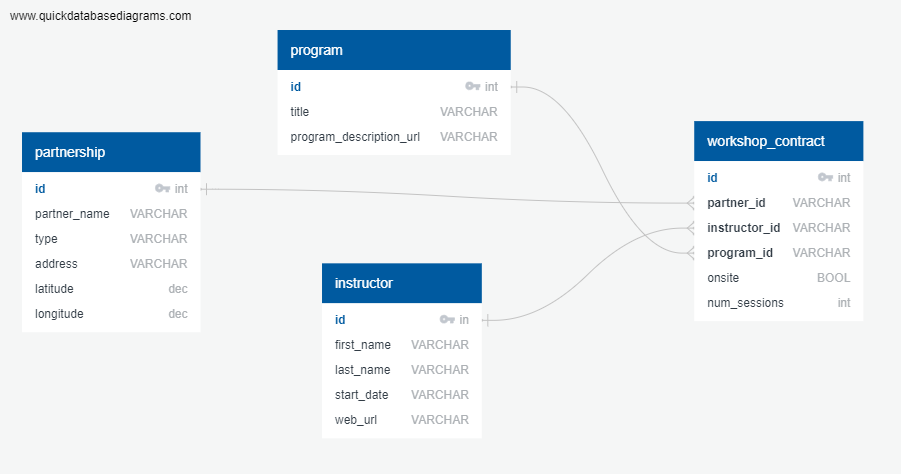 www.quickdatabasediagrams.com
program
id int
title VARCHAR
program_description_url VARCHAR
partnership
id int
partner_name VARCHAR
type VARCHAR
address VARCHAR
latitude dec
longitude dec
instructor
id in
first_name VARCHAR
last_name VARCHAR
start_date VARCHAR
web_url VARCHAR
workshop_contract
id int
partner_id VARCHAR
instructor_id VARCHAR
program_id VARCHAR
onsite BOOL
num_sessions int